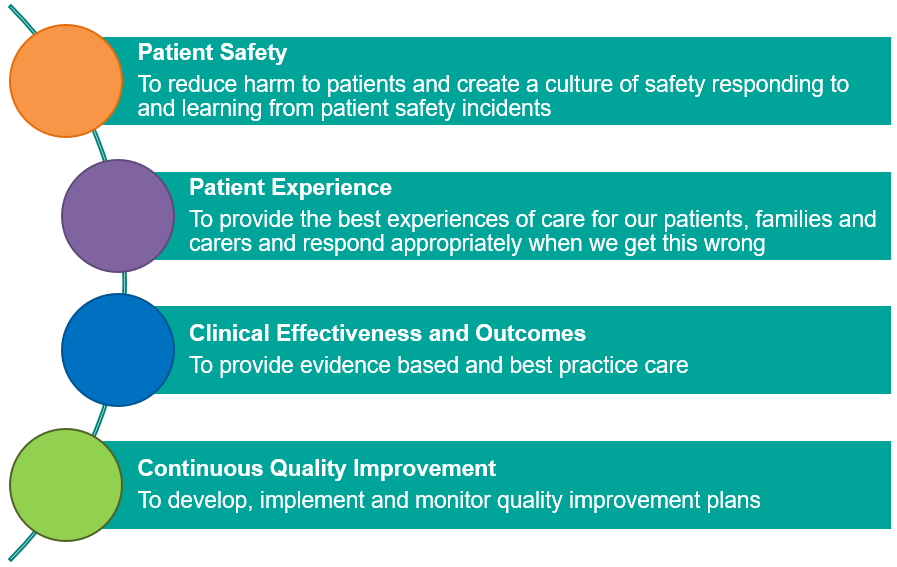 Patient Safety
To reduce harm to patients and create a culture of safety responding to
and learning from patient safety incidents
Patient Experience
To provide the best experiences of care for our patients, families and
carers and respond appropriately when we get this wrong
Clinical Effectiveness and Outcomes
To provide evidence based and best practice care
Continuous Quality Improvement
To develop, implement and monitor quality improvement plans